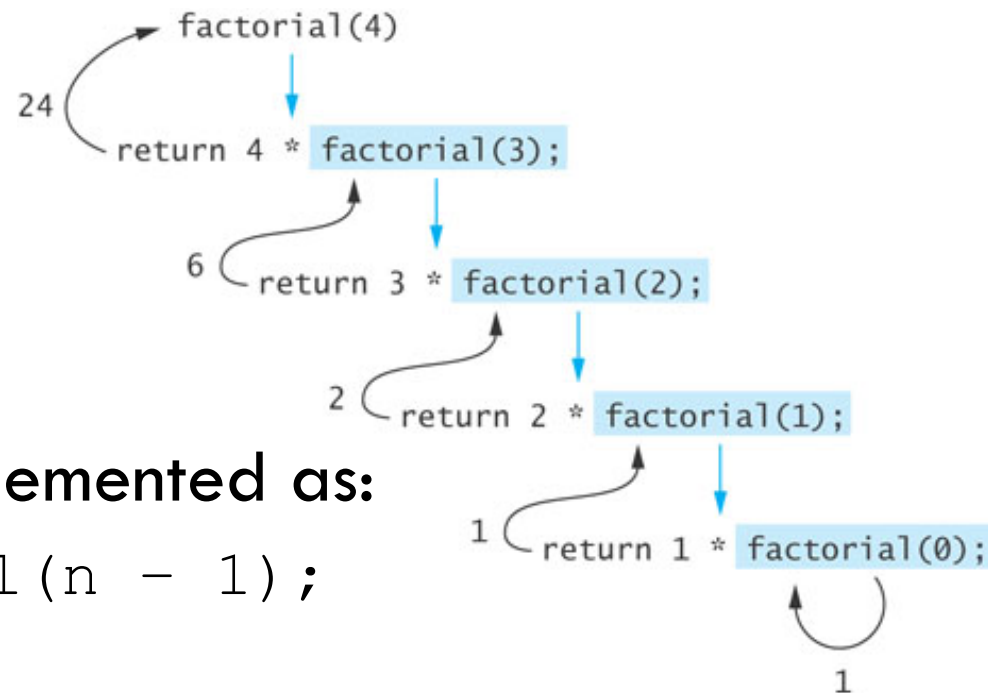 factorial(4)
24
return 4 * factorial(3);
6
return 3 * factorial(2);
2
return 2 * factorial(1);
emented as:
1
return 1 * factorial(0);
l(n - 1);
1